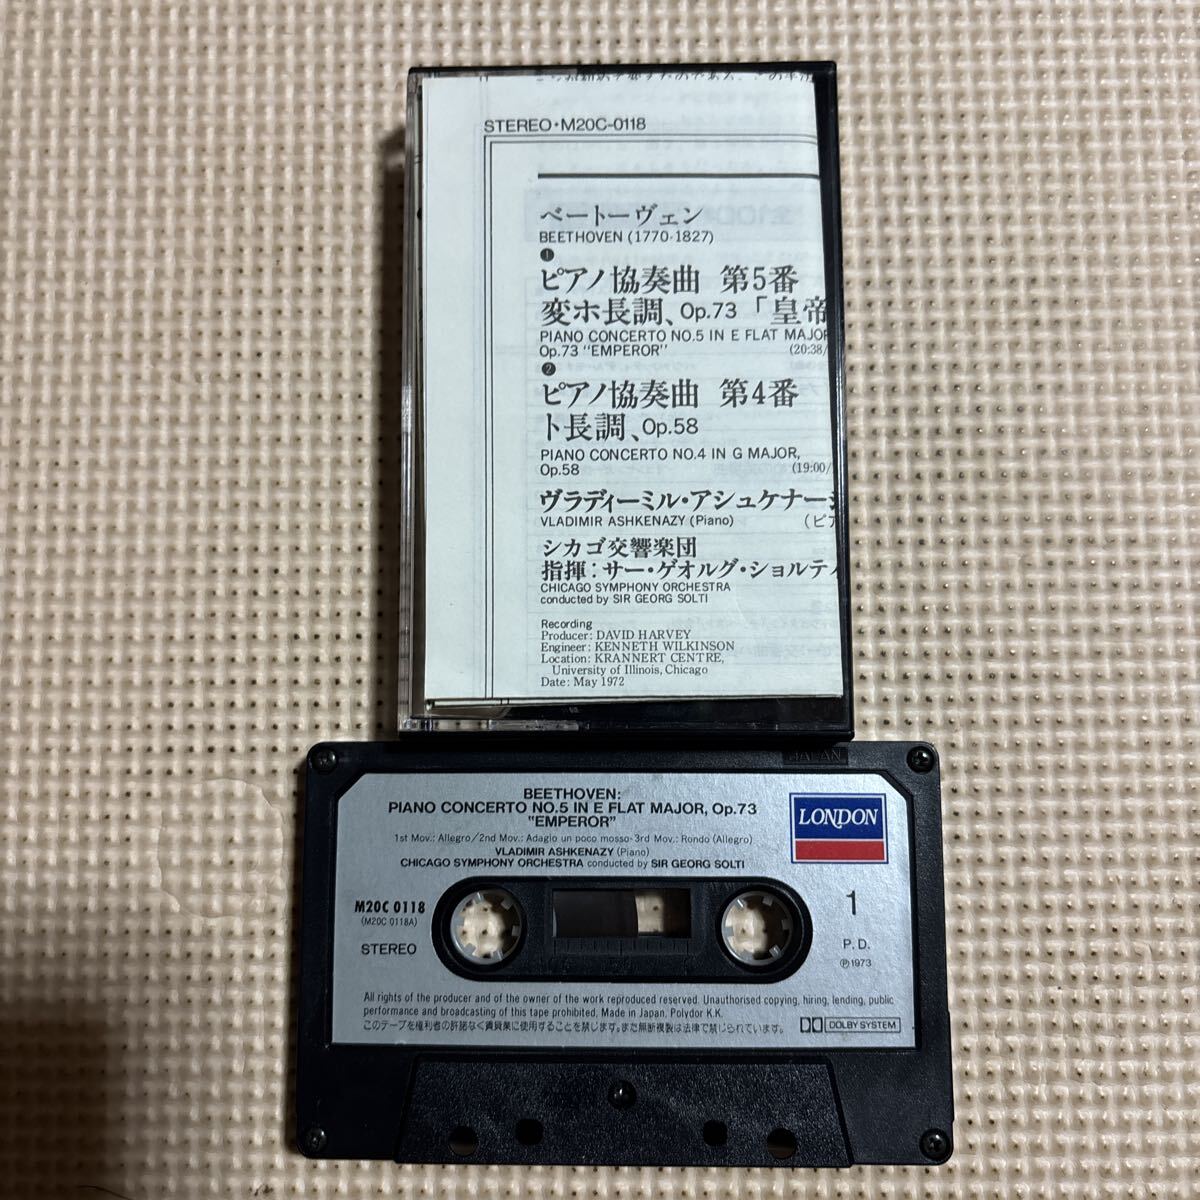 STEREO・M20C-0118
ベートーヴェン
BEETHOVEN (1770-1827)
❶
ピアノ協奏曲 第5番
変ホ長調、Op.73「皇帝
PIANO CONCERTO NO.5 IN E FLAT MAJOR
Op.73 "EMPEROR" (20:38/
❷
ピアノ協奏曲 第4番
ト長調、Op.58
PIANO CONCERTO NO.4 IN G MAJOR,
Op.58 (19:00/
ヴラディーミル・アシュケナージ
VLADIMIR ASHKENAZY (Piano) (ピア
シカゴ交響楽団
指揮:サー・ゲオルグ・ショルティ
CHICAGO SYMPHONY ORCHESTRA
conducted by SIR GEORG SOLTI
Recording
Producer: DAVID HARVEY
Engineer: KENNETH WILKINSON
Location: KRANNERT CENTRE,
University of Illinois, Chicago
Date: May 1972
JAPAN
BEETHOVEN:
PIANO CONCERTO NO.5 IN E FLAT MAJOR, Op.73
"EMPEROR"
1st Mov.: Allegro/2nd Mov.: Adagio un poco mosso-3rd Mov.: Rondo (Allegro)
VLADIMIR ASHKENAZY (Piano)
CHICAGO SYMPHONY ORCHESTRA conducted by SIR GEORG SOLTI
LONDON
M20C 0118
(M20C 0118A)
STEREO
1
P.D.
℗1973
All rights of the producer and of the owner of the work reproduced reserved. Unauthorised copying, hiring, lending, public
performance and broadcasting of this tape prohibited. Made in Japan, Polydor K.K.
このテープを権利者の許諾なく賃貸業に使用することを禁じます。また無断複製は法律で禁じられています。
DOLBY SYSTEM